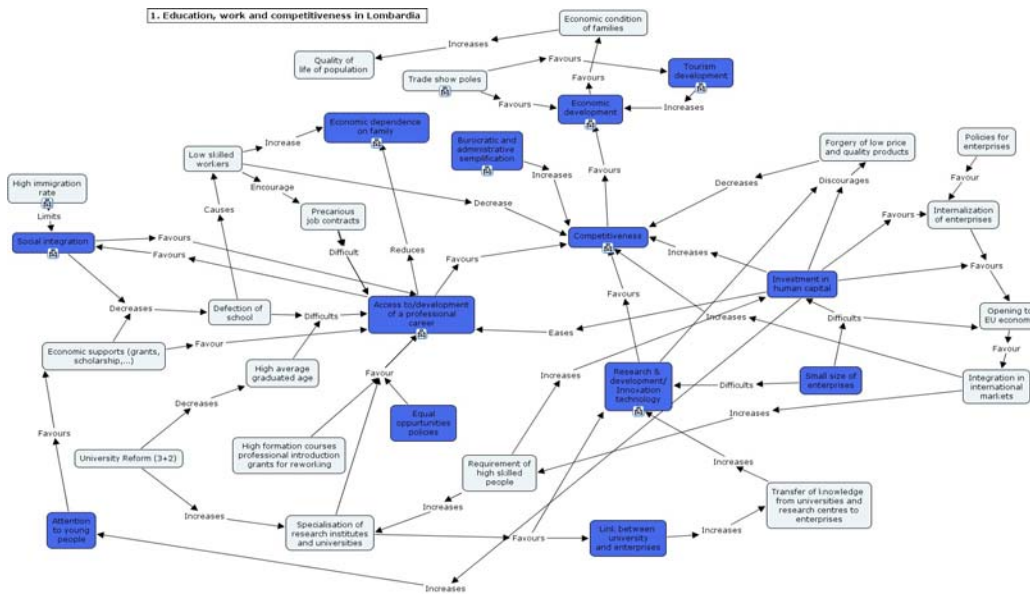 1. Education, work and competitiveness in Lombardia
Economic condition
of families
Increases
Quality of
life of population
Favours
Trade show poles
Tourism
development
Favours
Favours
Increases
Economic
development
Economic dependence
on family
Increase
Low skilled
workers
Burocratic and
administrative
semplification
Favours
Forgery of low price
and quality products
Policies for
enterprises
High immigration
rate
Encourage
Increases
Decreases
Discourages
Favour
Limits
Causes
Precarious
job contracts
Decrease
Internalization
of enterprises
Social integration
Favours
Favours
Difficult
Reduces
Favours
Competitiveness
Increases
Favours
Favours
Favours
Investment in
human capital
Decreases
Defection of
school
Difficults
Access to/development
of a professional
career
Favours
Eases
Increases
Difficults
Opening to
EU economy
Economic supports (grants,
scholarship,...)
Favour
High average
graduated age
Favour
Increases
Research &
development/
Innovation
technology
Difficults
Small size of
enterprises
Favour
Integration in
international
markets
Decreases
Equal
opportunities
policies
Increases
Favours
University Reform (3+2)
High formation courses
professional introduction
grants for reworking
Requirement of
high skilled
people
Increases
Attention
to young
people
Increases
Specialisation of
research institutes
and universities
Increases
Favours
Link between
university
and enterprises
Increases
Transfer of knowledge
from universities and
research centres to
enterprises
Increases